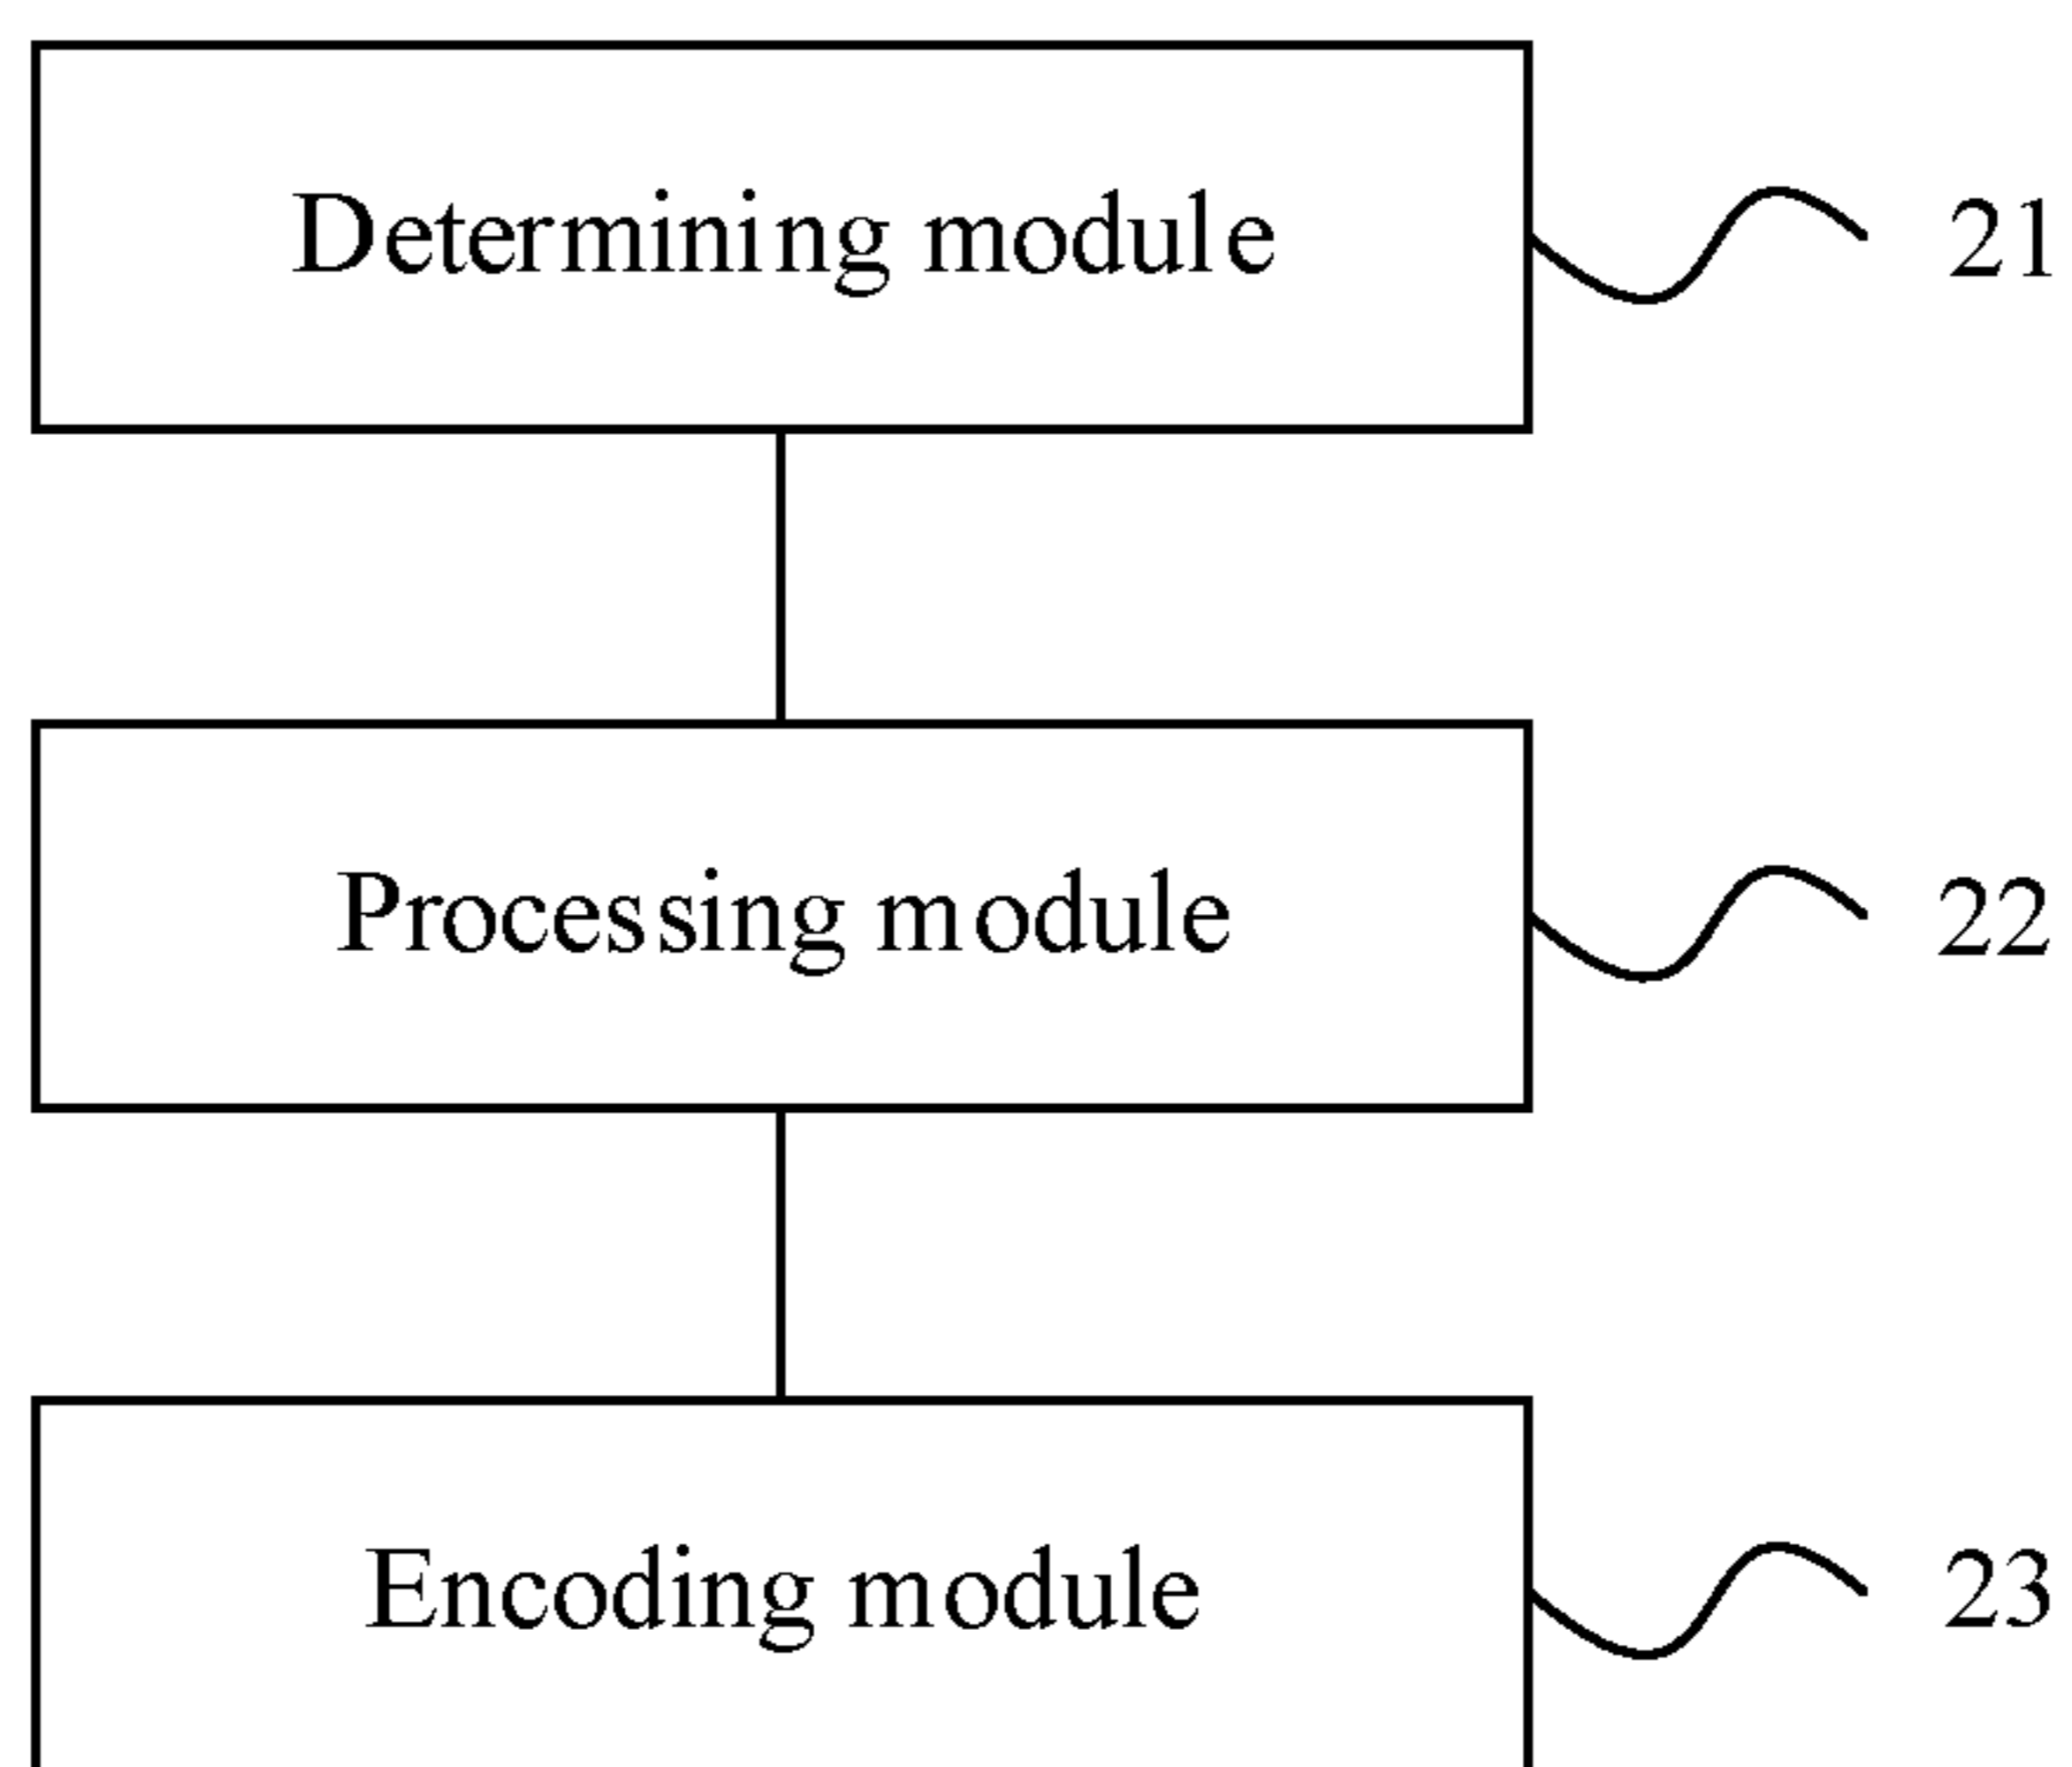 Determining module 21
Processing module 22
Encoding module 23